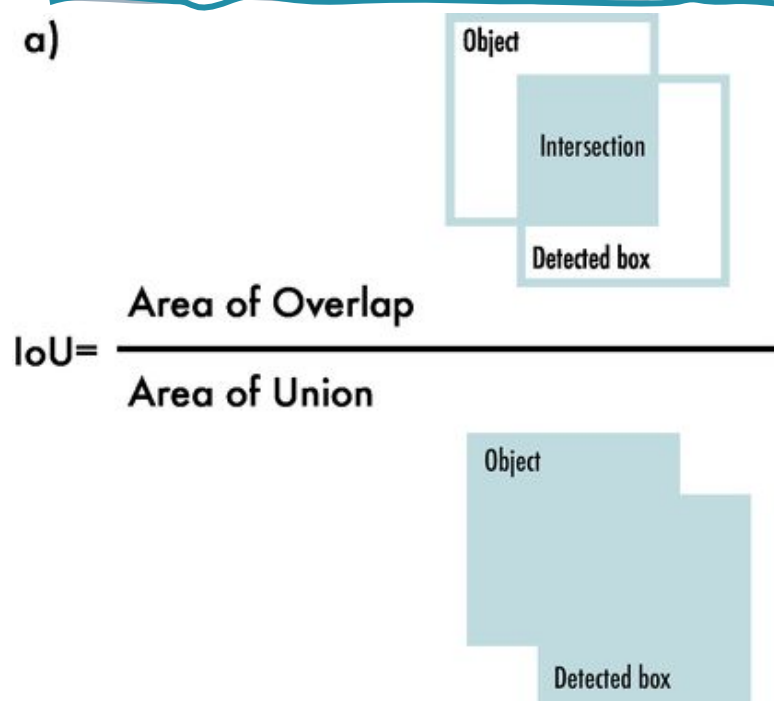 a)
Object
Intersection
Detected box
Area of Overlap
IoU=
Area of Union
Object
Detected box